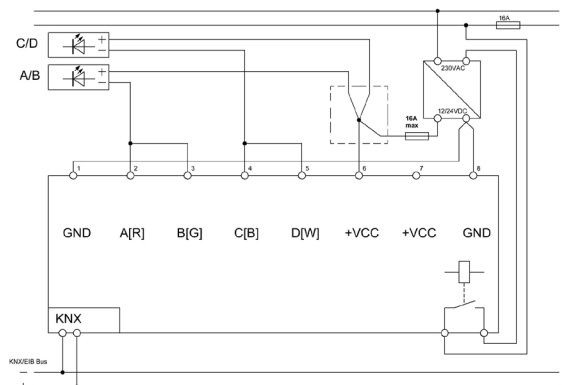 16A
C/D
+
−
A/B
+
−
230VAC
12/24VDC
16A
max
1 2 3 4 5 6 7 8
GND A[R] B[G] C[B] D[W] +VCC +VCC GND
KNX
KNX/EIB Bus